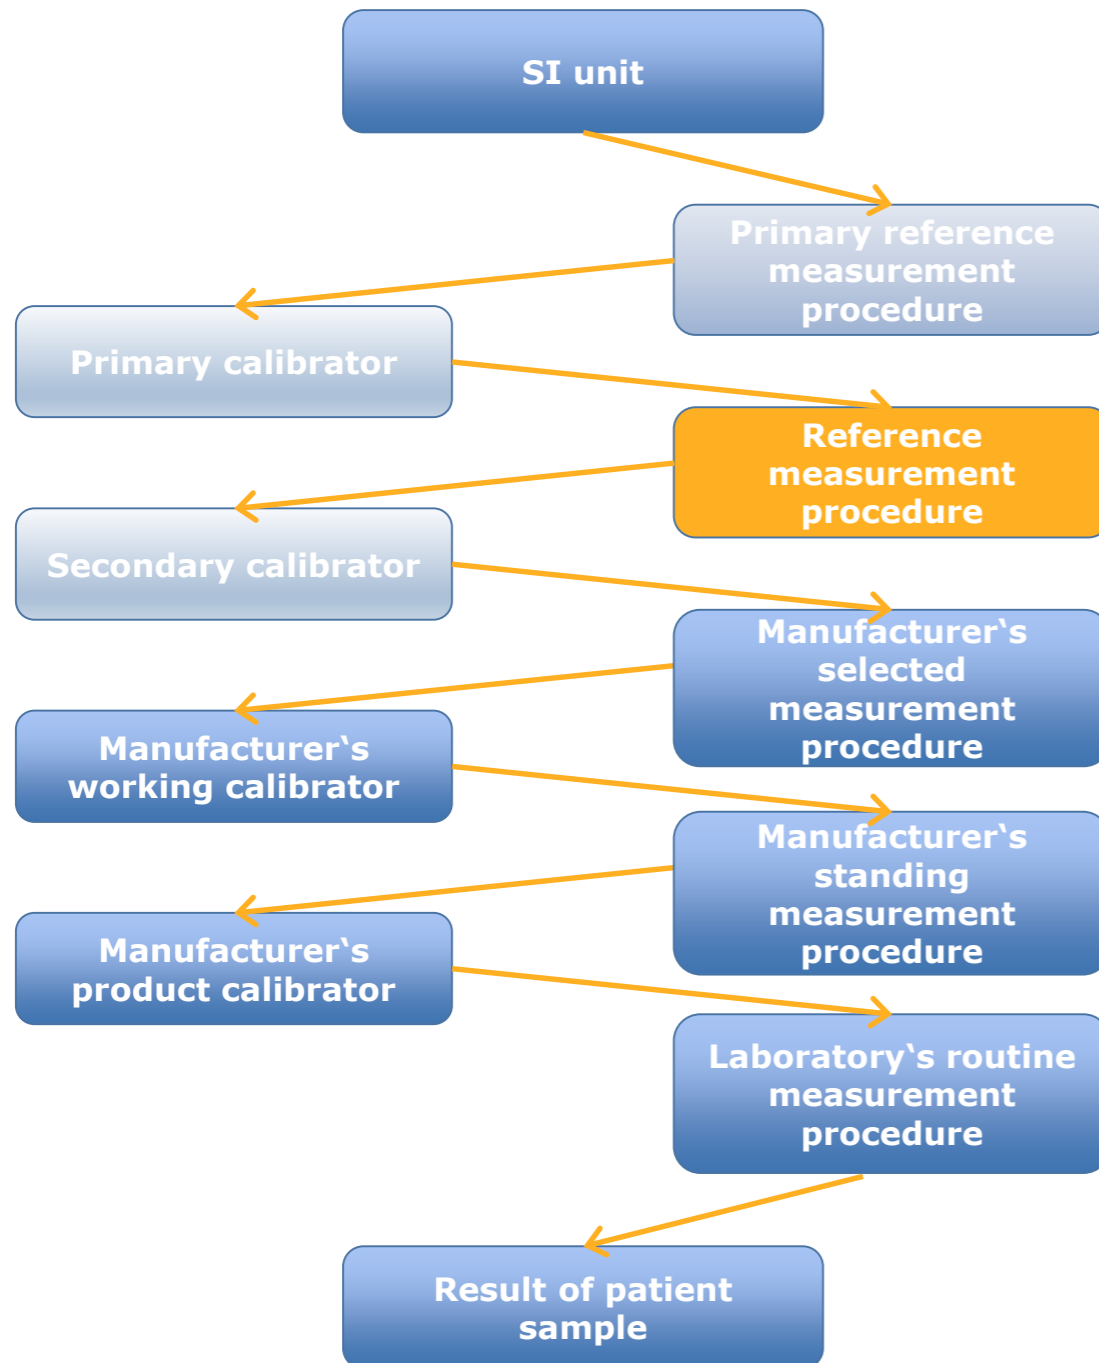 SI unit
Primary reference
measurement
procedure
Primary calibrator
Reference
measurement
procedure
Secondary calibrator
Manufacturer‘s
selected
measurement
procedure
Manufacturer‘s
working calibrator
Manufacturer‘s
standing
measurement
procedure
Manufacturer‘s
product calibrator
Laboratory‘s routine
measurement
procedure
Result of patient
sample